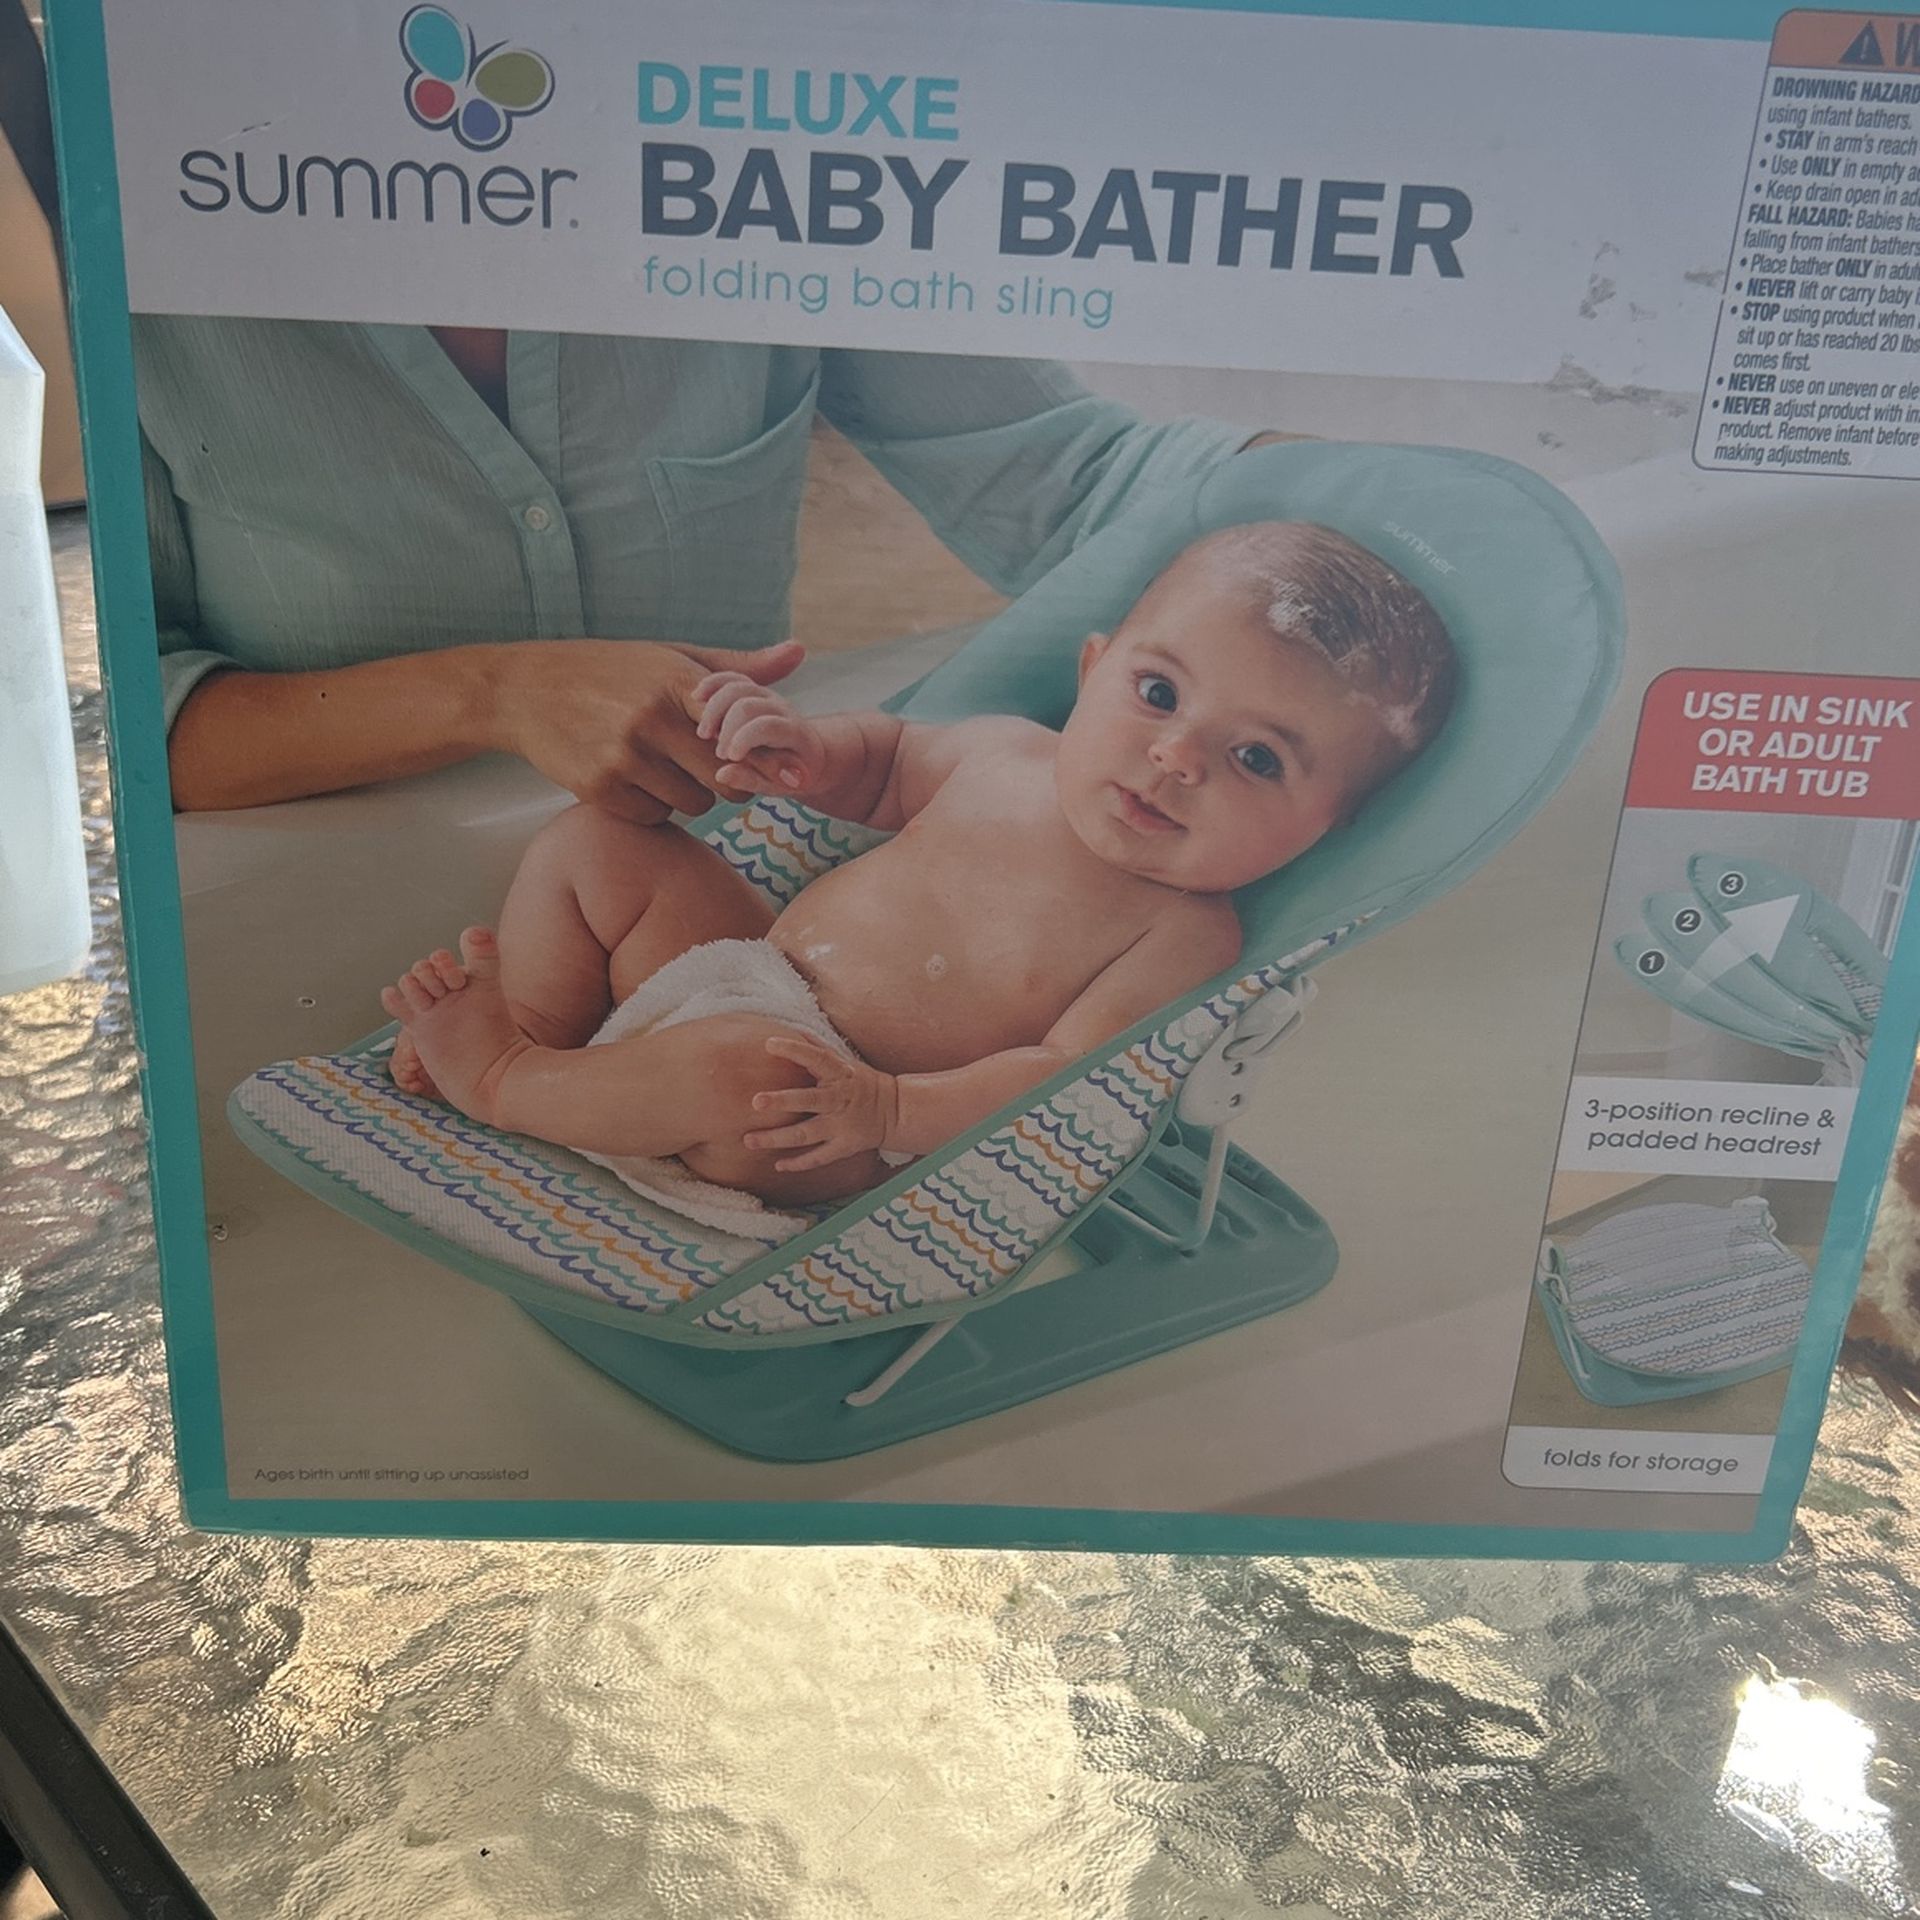 summer.
DELUXE
BABY BATHER
folding bath sling
DROWNING HAZARD
using infant bathers.
• STAY in arm's reach
• Use ONLY in empty
• Keep drain open in
FALL HAZARD: Babies
falling from infant bathers
• Place bather ONLY in
• NEVER lift or carry baby
• STOP using product when
sit up or has reached 20 lbs
comes first.
• NEVER use on uneven or
• NEVER adjust product with
product. Remove infant before
making adjustments.
summer
USE IN SINK
OR ADULT
BATH TUB
3
2
1
3-position recline &
padded headrest
folds for storage
Ages birth until sitting up unassisted